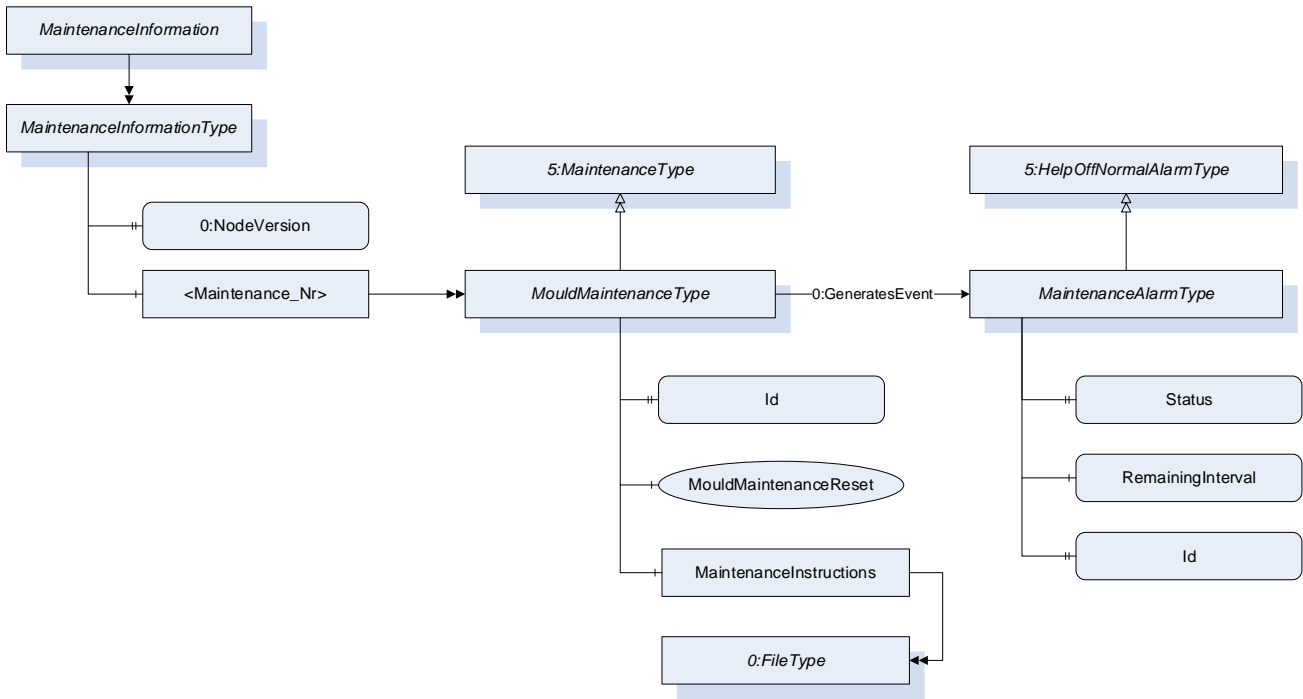 MaintenanceInformation
MaintenanceInformationType
0:NodeVersion
<Maintenance_Nr>
5:MaintenanceType
MouldMaintenanceType
0:GeneratesEvent
5:HelpOffNormalAlarmType
MaintenanceAlarmType
Id
MouldMaintenanceReset
MaintenanceInstructions
0:FileType
Status
RemainingInterval
Id